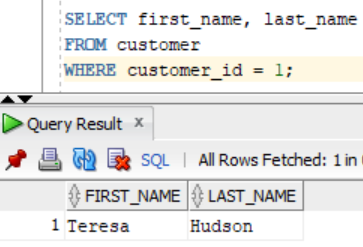 SELECT first_name, last_name
FROM customer
WHERE customer_id = 1;
Query Result x
SQL | All Rows Fetched: 1 in
FIRST_NAME LAST_NAME
1 Teresa Hudson